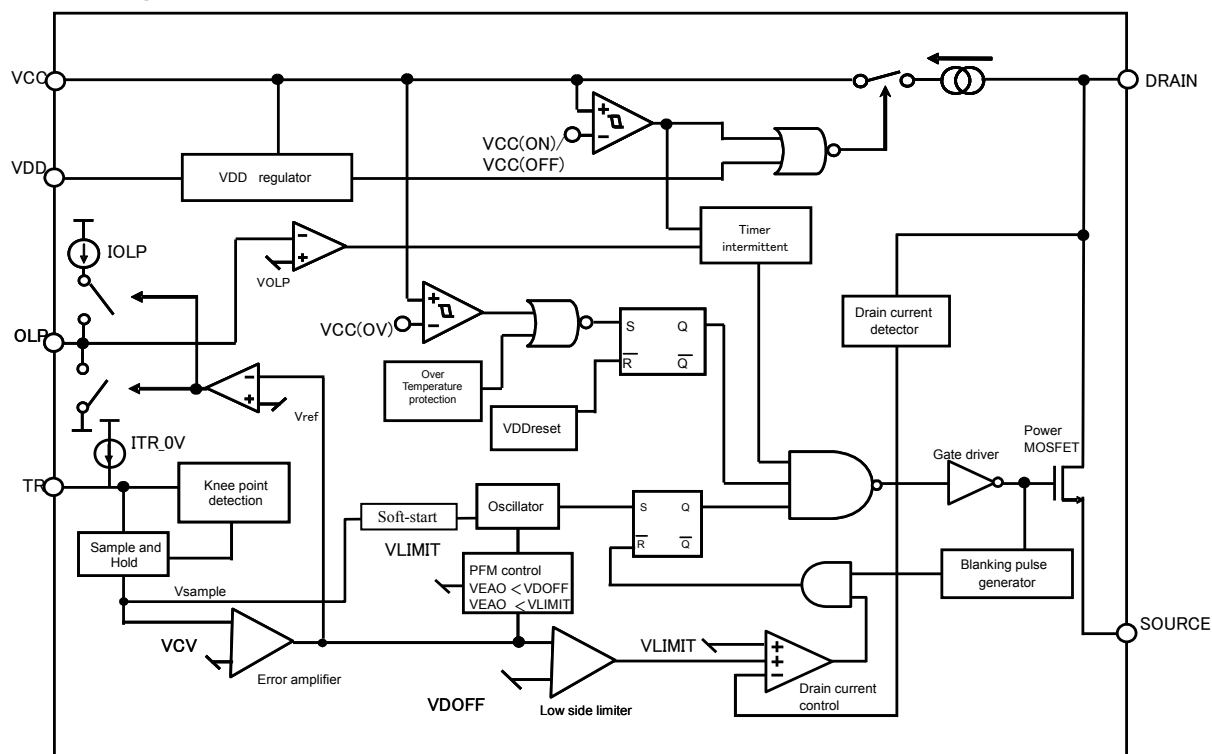 VCC
DRAIN
VCC(ON)/
VCC(OFF)
VDD
VDD regulator
Timer
intermittent
IOLP
VOLP
Drain current
detector
VCC(OV)
S Q
R Q
OLP
Over
Temperature
protection
VDDreset
Vref
ITR_0V
Power
MOSFET
Gate driver
TR
Knee point
detection
Soft-start
Oscillator
S Q
R Q
Sample and
Hold
VLIMIT
PFM control
VEAO <VDOFF
VEAO <VLIMIT
Blanking pulse
generator
Vsample
SOURCE
VCV
VLIMIT
Error amplifier
VDOFF
Low side limiter
Drain current
control